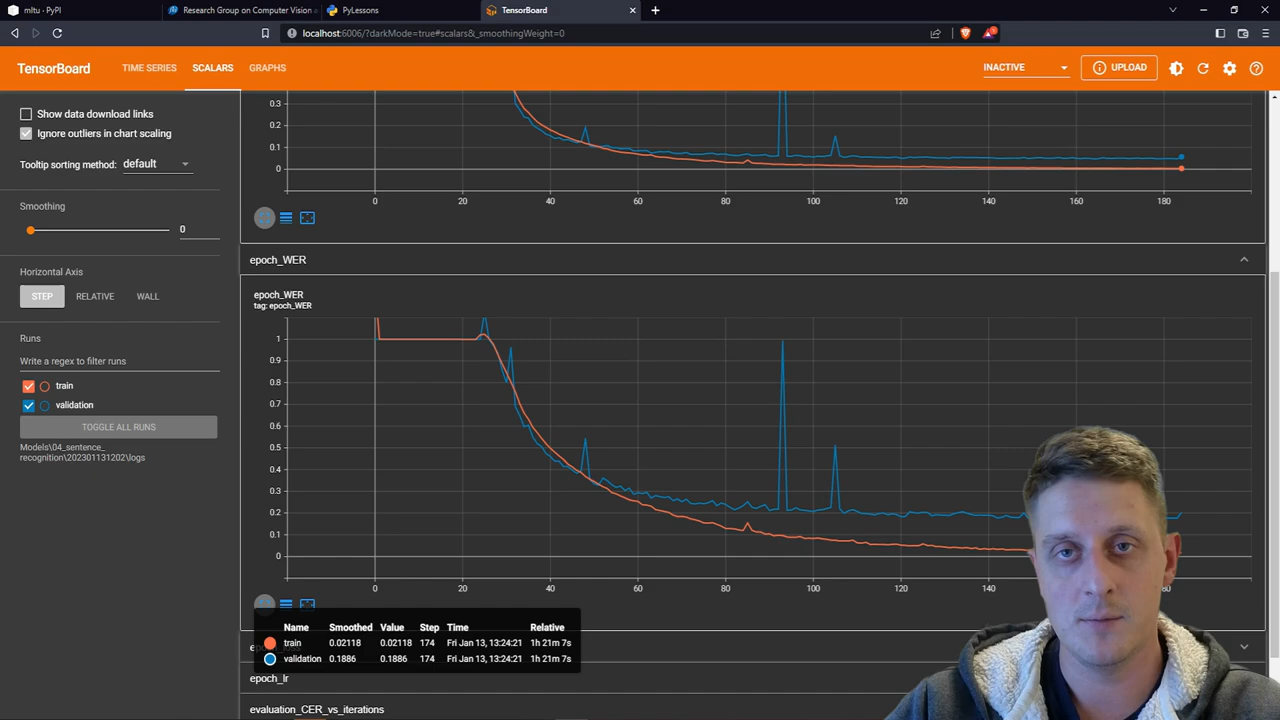 mltu · PyPI
Research Group on Computer Vision a
PyLessons
TensorBoard
localhost:6006/?darkMode=true#scalars&_smoothingWeight=0
TensorBoard
TIME SERIES
SCALARS
GRAPHS
INACTIVE
UPLOAD
Show data download links
Ignore outliers in chart scaling
Tooltip sorting method: default
Smoothing
0
Horizontal Axis
STEP
RELATIVE
WALL
Runs
Write a regex to filter runs
train
validation
TOGGLE ALL RUNS
Models\04_sentence_
recognition\202301131202\logs
0.3
0.2
0.1
0
0 20 40 60 80 100 120 140 160 180
epoch_WER
epoch_WER
tag: epoch_WER
1
0.9
0.8
0.7
0.6
0.5
0.4
0.3
0.2
0.1
0
0 20 40 60 80 100 120 140 80
Name Smoothed Value Step Time Relative
train 0.02118 0.02118 174 Fri Jan 13, 13:24:21 1h 21m 7s
validation 0.1886 0.1886 174 Fri Jan 13, 13:24:21 1h 21m 7s
epoch_lr
evaluation_CER_vs_iterations